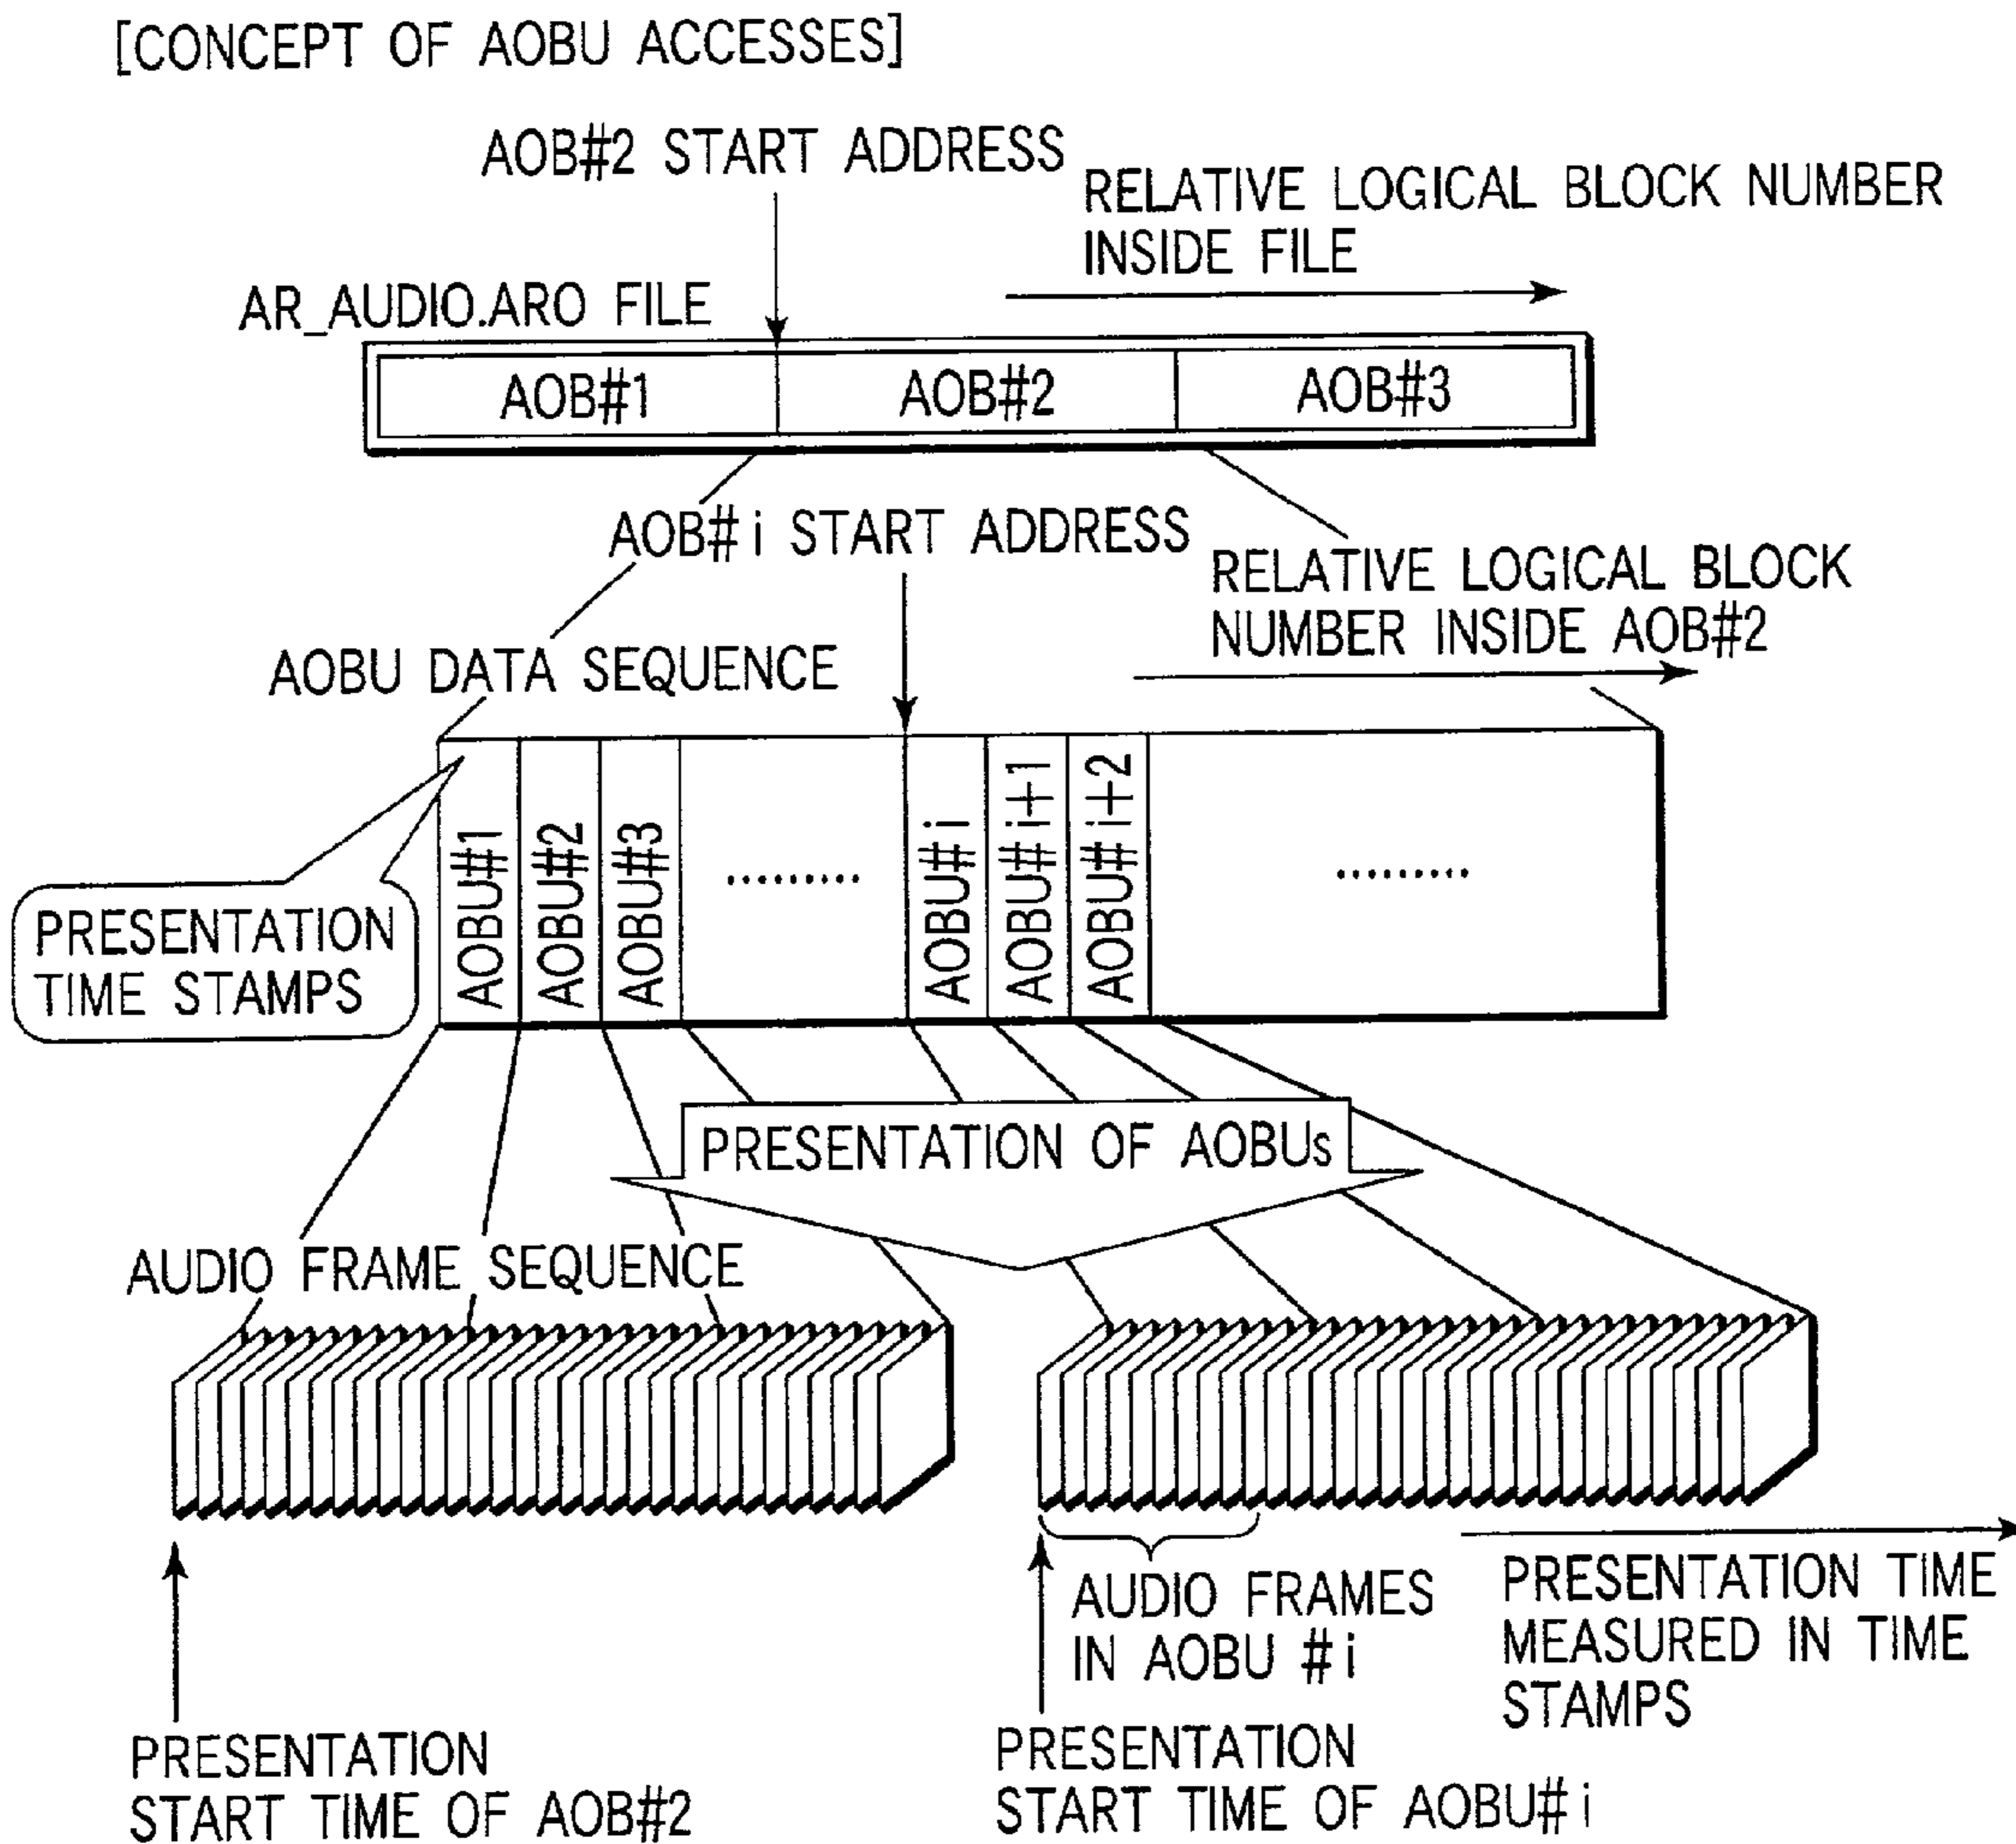 [CONCEPT OF AOBU ACCESSES]
AOB#2 START ADDRESS
RELATIVE LOGICAL BLOCK NUMBER
INSIDE FILE
AR_AUDIO.ARO FILE
AOB#1
AOB#2
AOB#3
AOB#i START ADDRESS
RELATIVE LOGICAL BLOCK
NUMBER INSIDE AOB#2
AOBU DATA SEQUENCE
AOBU#1
AOBU#2
AOBU#3
.........
AOBU#i
AOBU#i+1
AOBU#i+2
.........
PRESENTATION
TIME STAMPS
PRESENTATION OF AOBUs
AUDIO FRAME SEQUENCE
AUDIO FRAMES
IN AOBU #i
PRESENTATION TIME
MEASURED IN TIME
STAMPS
PRESENTATION
START TIME OF AOB#2
PRESENTATION
START TIME OF AOBU#i